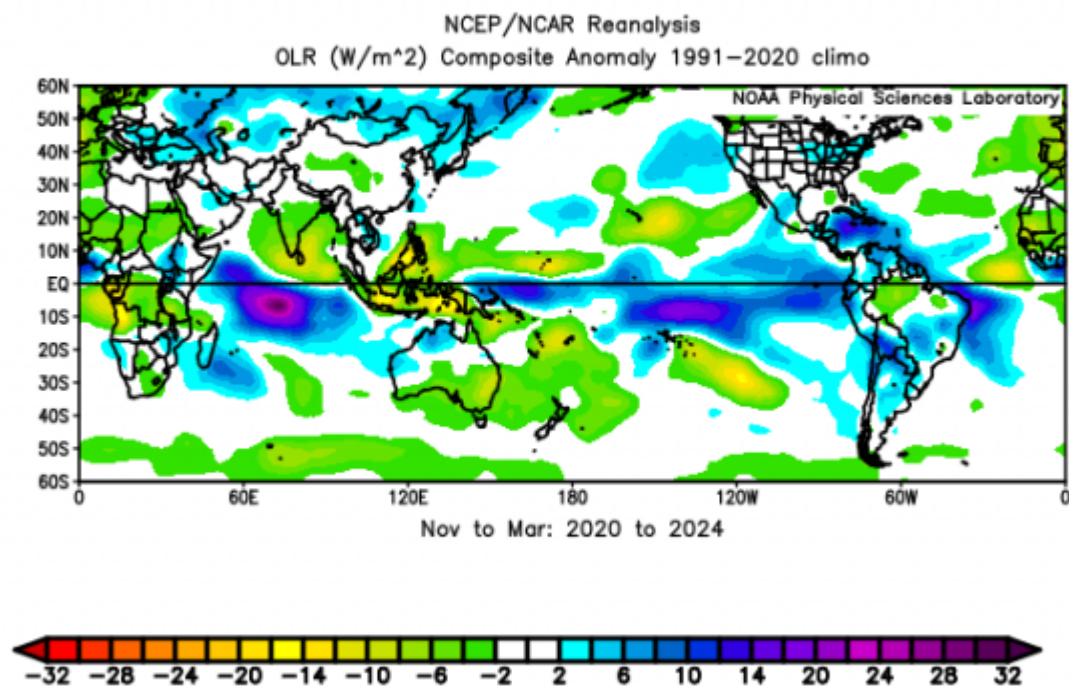 NCEP/NCAR Reanalysis
OLR (W/m^2) Composite Anomaly 1991–2020 climo
NOAA Physical Sciences Laboratory
60N
50N
40N
30N
20N
10N
EQ
10S
20S
30S
40S
50S
60S
0 60E 120E 180 120W 60W 0
Nov to Mar: 2020 to 2024
−32 −28 −24 −20 −14 −10 −6 −2 2 6 10 14 20 24 28 32